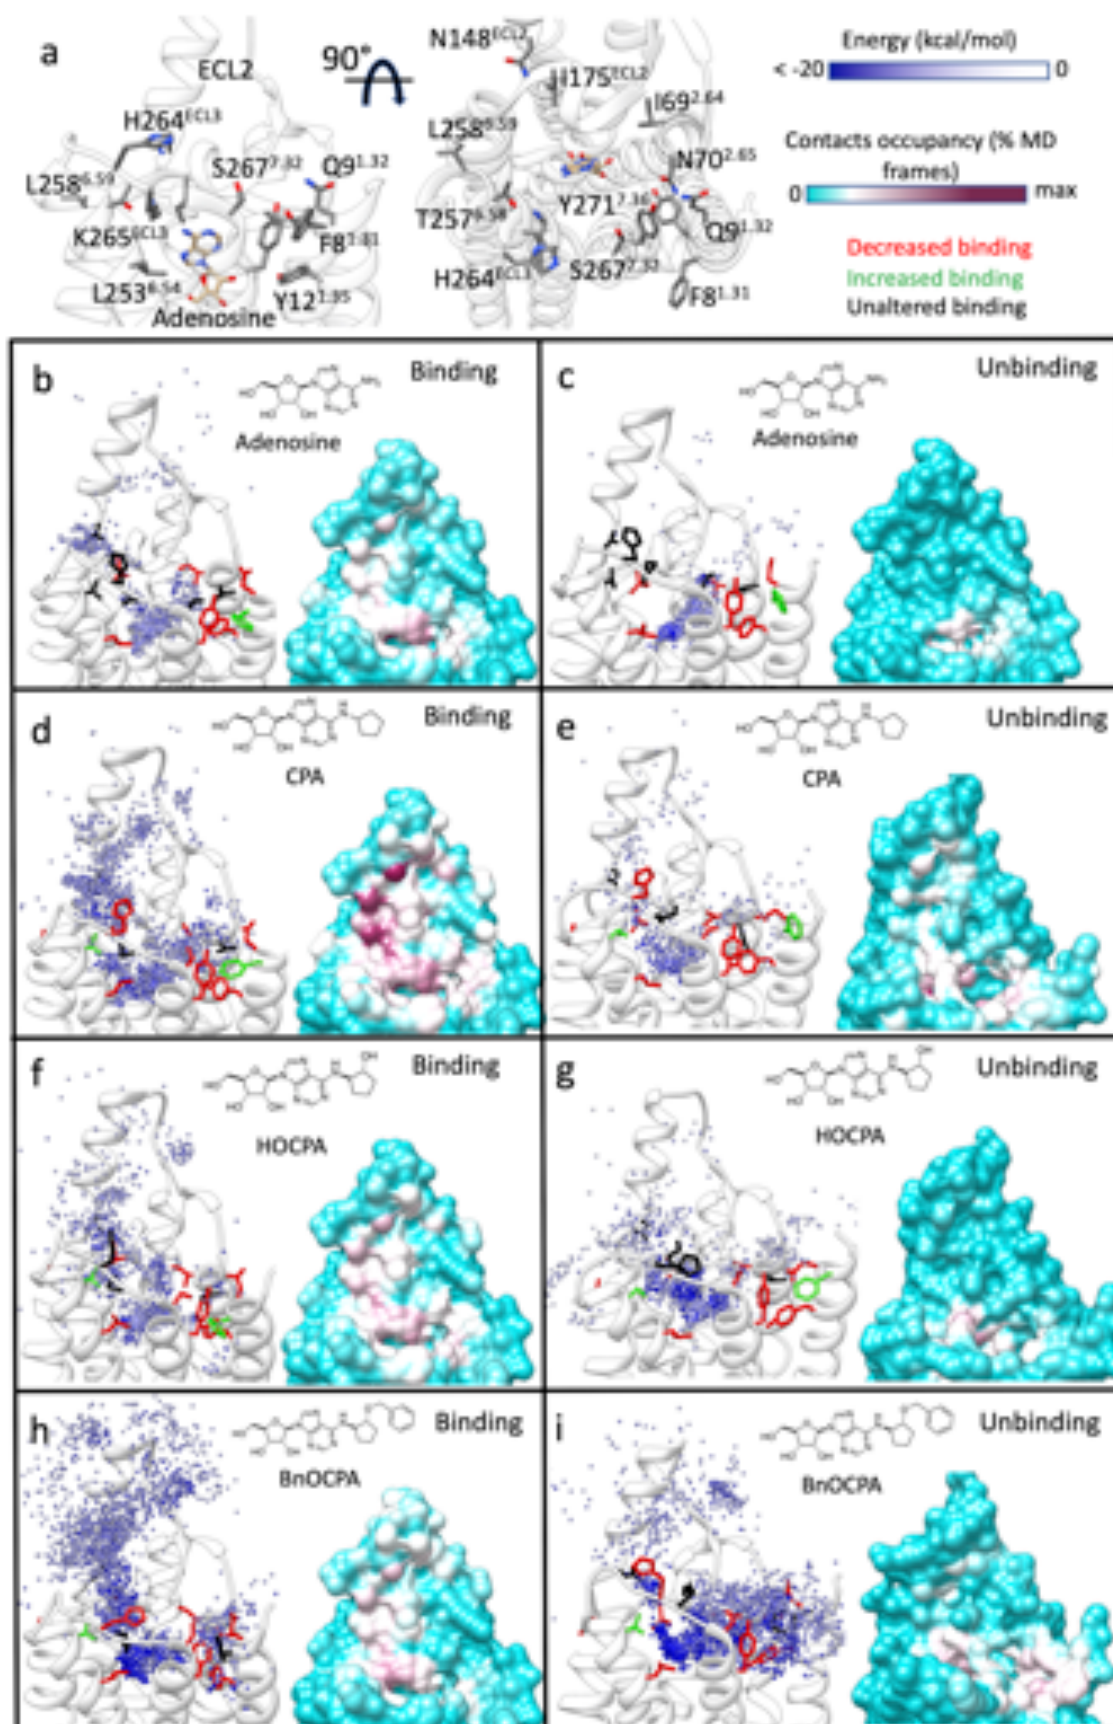 a
ECL2
90°
H264ECL3
L2586.59
S2677.32
Q91.32
K265ECL3
F81.31
L2536.54
Y121.35
Adenosine
N148ECL2
I175ECL2
I692.64
L2586.59
N702.65
T2576.58
Y2717.36
Q91.32
H264ECL3
S2677.32
F81.31
Energy (kcal/mol)
< -20
0
Contacts occupancy (% MD
frames)
0
max
Decreased binding
Increased binding
Unaltered binding
b
Binding
Adenosine
c
Unbinding
Adenosine
d
Binding
CPA
e
Unbinding
CPA
f
Binding
HOCPA
g
Unbinding
HOCPA
h
Binding
BnOCPA
i
Unbinding
BnOCPA